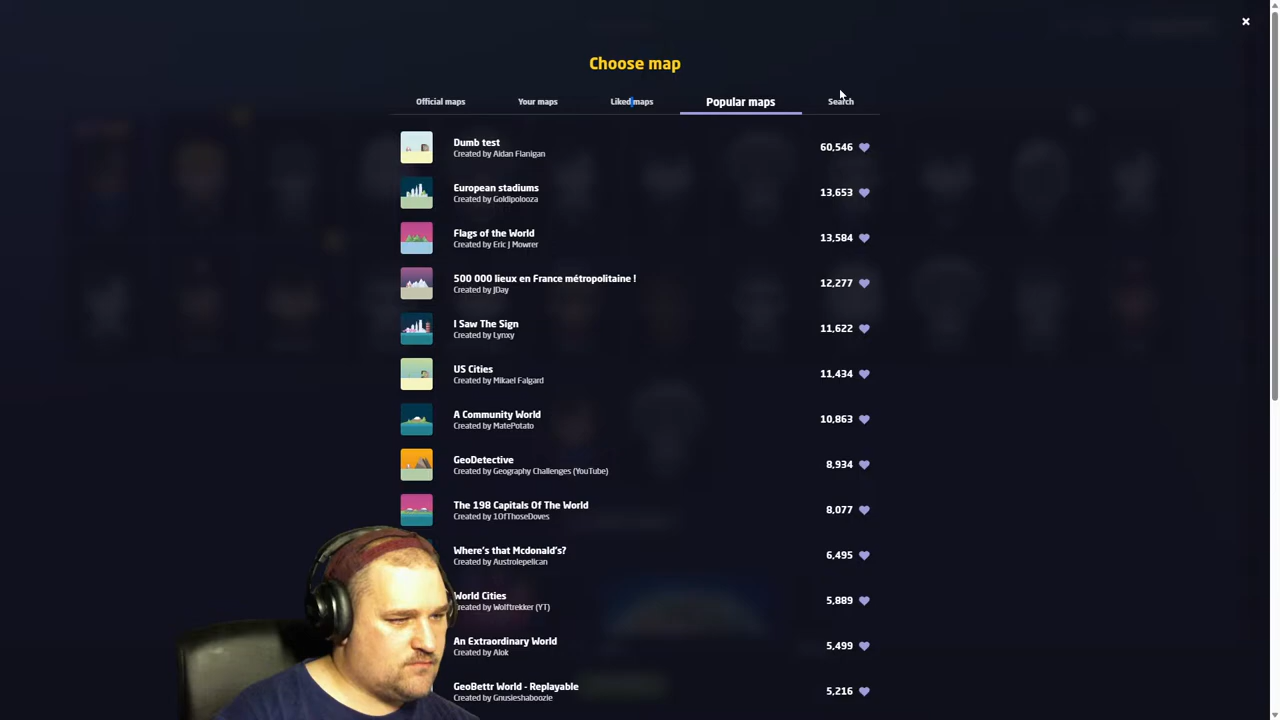 Choose map
Official maps Your maps Liked maps Popular maps Search
Dumb test
Created by Aidan Flanigan
60,546
European stadiums
Created by Goldipolooza
13,653
Flags of the World
Created by Eric J Mowrer
13,584
500 000 lieux en France métropolitaine !
Created by JDay
12,277
I Saw The Sign
Created by Lynxy
11,622
US Cities
Created by Mikael Falgard
11,434
A Community World
Created by MatePotato
10,863
GeoDetective
Created by Geography Challenges (YouTube)
8,934
The 198 Capitals Of The World
Created by 1OfThoseDoves
8,077
Where's that Mcdonald's?
Created by Austrolepelican
6,495
World Cities
reated by Wolftrekker (YT)
5,889
An Extraordinary World
Created by Alok
5,499
GeoBettr World - Replayable
Created by Gnusieshaboozie
5,216